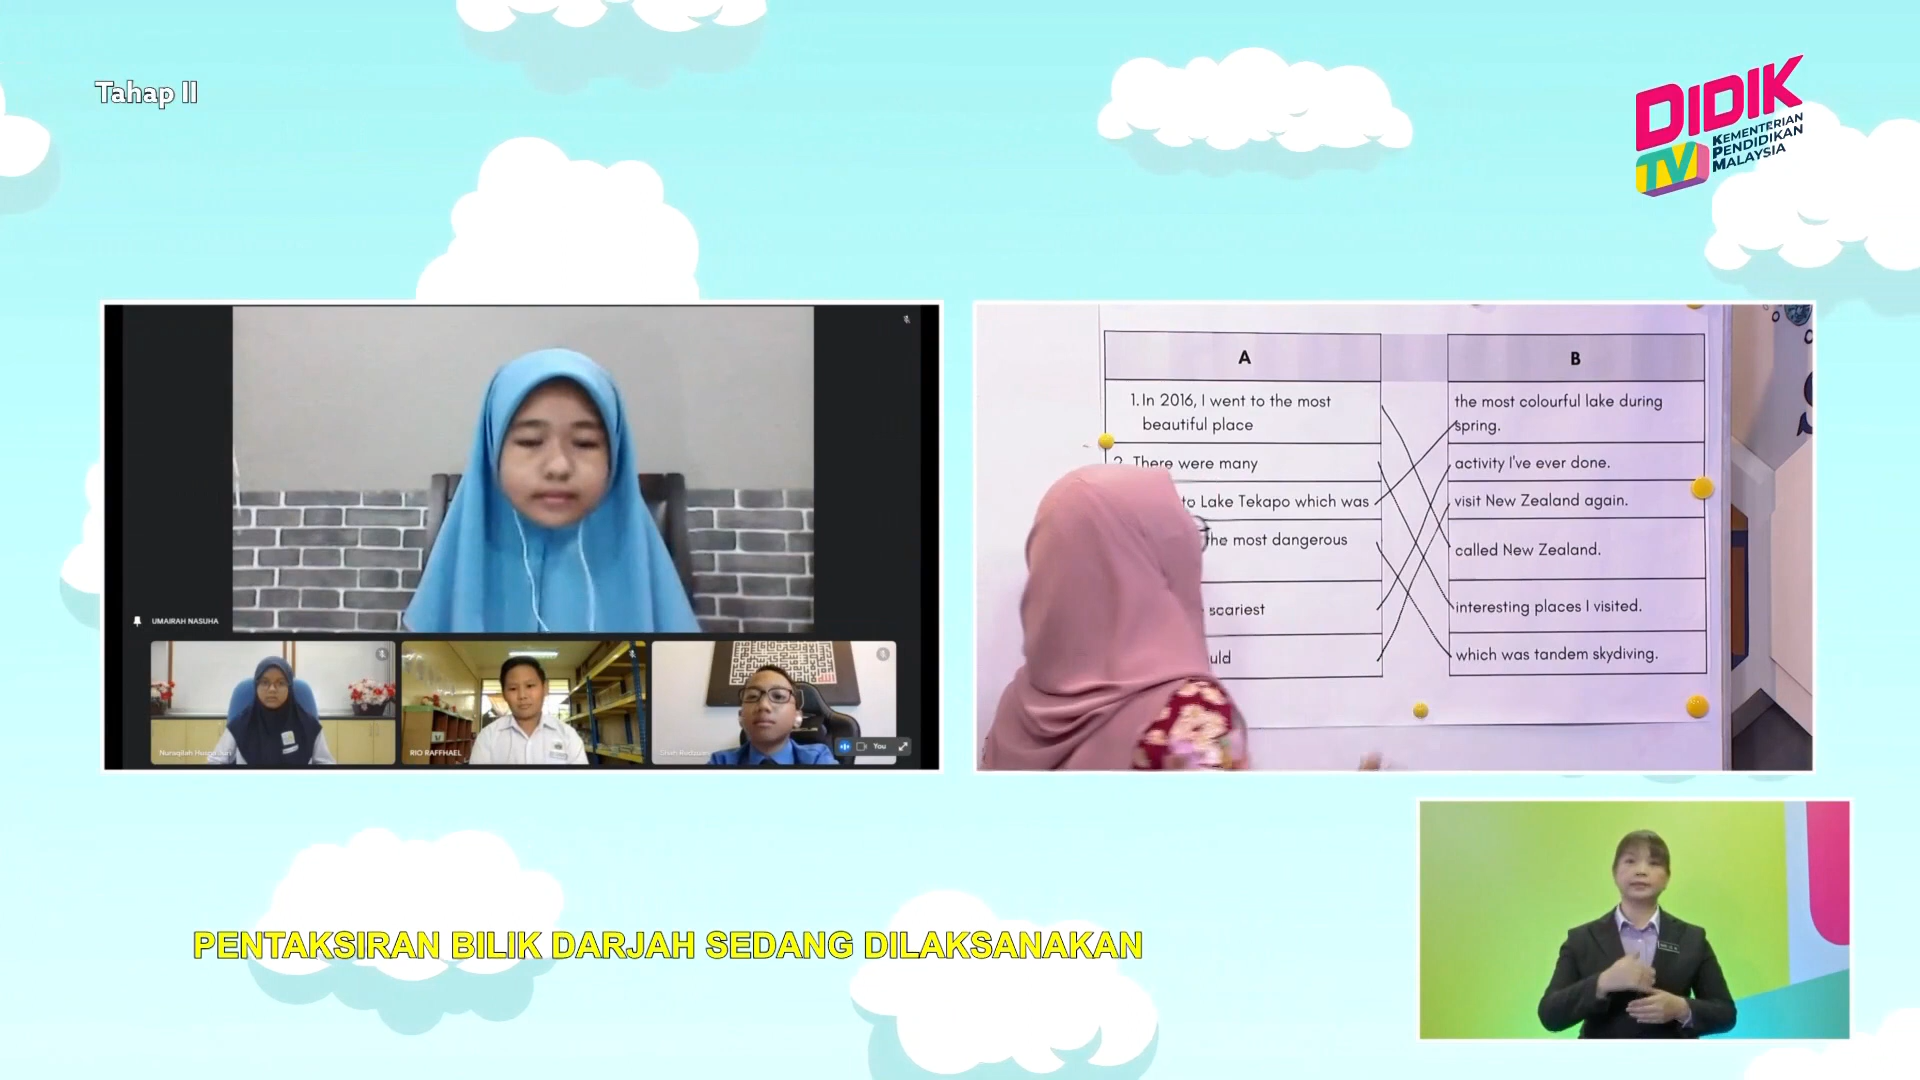 Tahap II
DIDIK
TV
KEMENTERIAN
PENDIDIKAN
MALAYSIA
UMAIRAH NASUHA
Nuraqilah
RIO RAFFHAEL
You
A
B
1. In 2016, I went to the most
beautiful place
the most colourful lake during
spring.
2. There were many
activity I've ever done.
to Lake Tekapo which was
visit New Zealand again.
the most dangerous
called New Zealand.
scariest
interesting places I visited.
uld
which was tandem skydiving.
PENTAKSIRAN BILIK DARJAH SEDANG DILAKSANAKAN